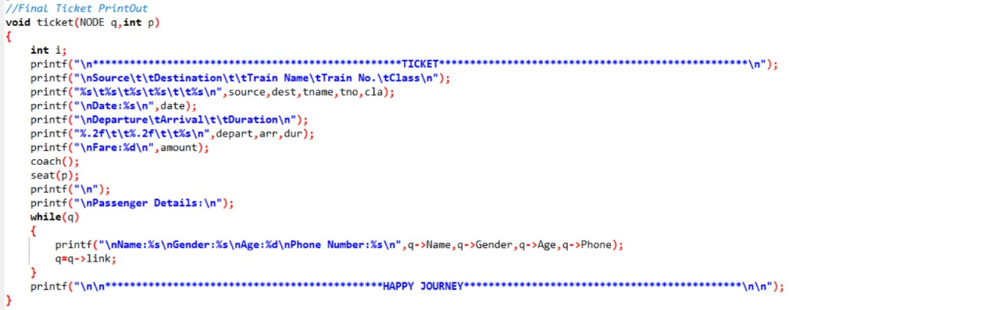 //Final Ticket PrintOut
void ticket(NODE q,int p)
{
    int i;
    printf("\n**************************************************TICKET**************************************************\n");
    printf("\nSource\t\tDestination\t\tTrain Name\tTrain No.\tClass\n");
    printf("%s\t%s\t%s\t%s\t\t%s\n",source,dest,tname,tno,cla);
    printf("\nDate:%s\n",date);
    printf("\nDeparture\tArrival\t\tDuration\n");
    printf("%.2f\t\t%.2f\t\t%s\n",depart,arr,dur);
    printf("\nFare:%d\n",amount);
    coach();
    seat(p);
    printf("\n");
    printf("\nPassenger Details:\n");
    while(q)
    {
        printf("\nName:%s\nGender:%s\nAge:%d\nPhone Number:%s\n",q->Name,q->Gender,q->Age,q->Phone);
        q=q->link;
    }
    printf("\n\n*********************************************HAPPY JOURNEY*********************************************\n\n");
}